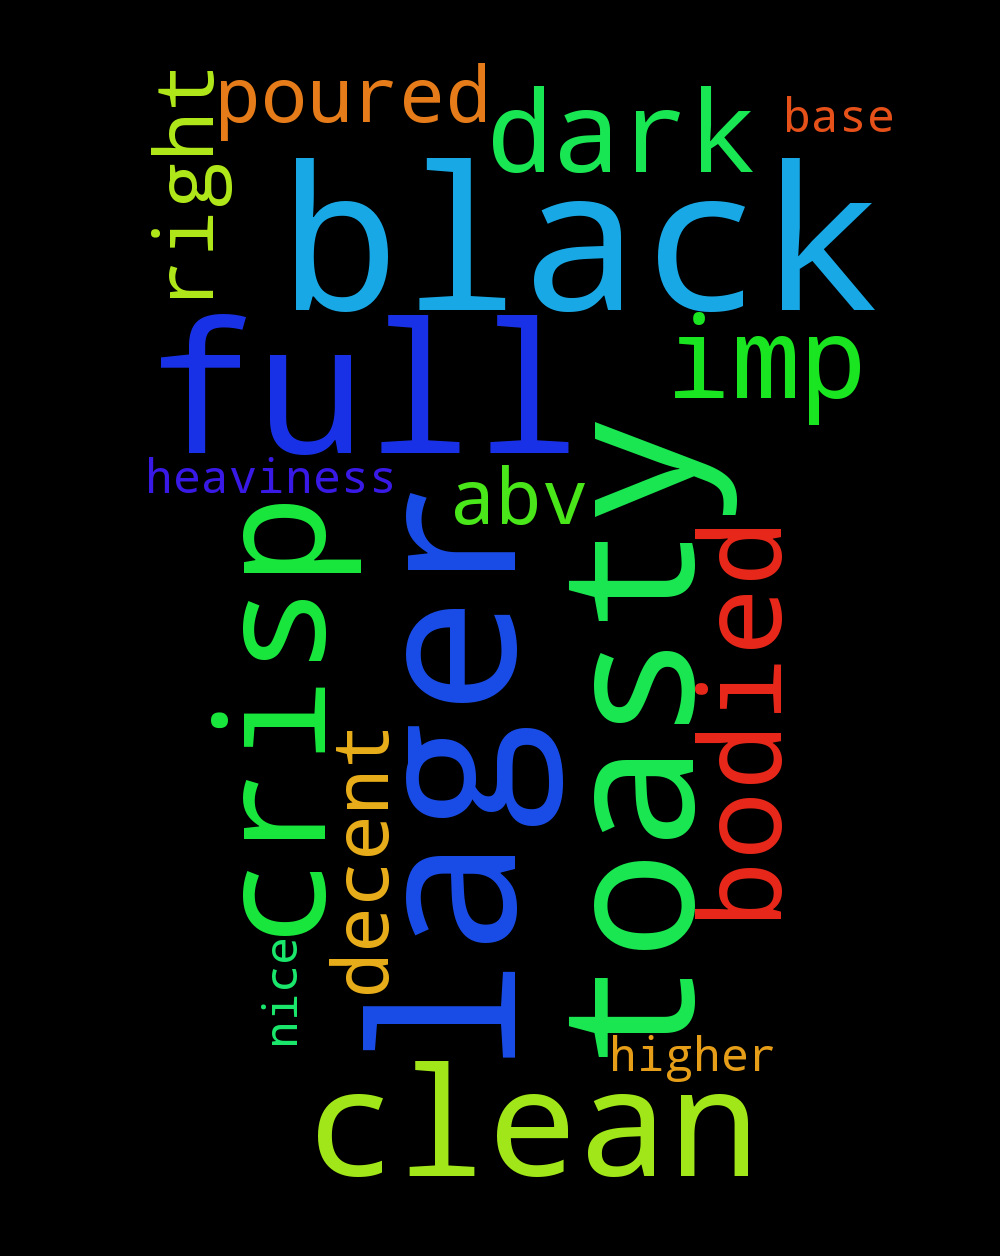 right
poured
dark
base
black
full
imp
heaviness
abv
crisp
lager
toasty
bodied
decent
nice
higher
clean